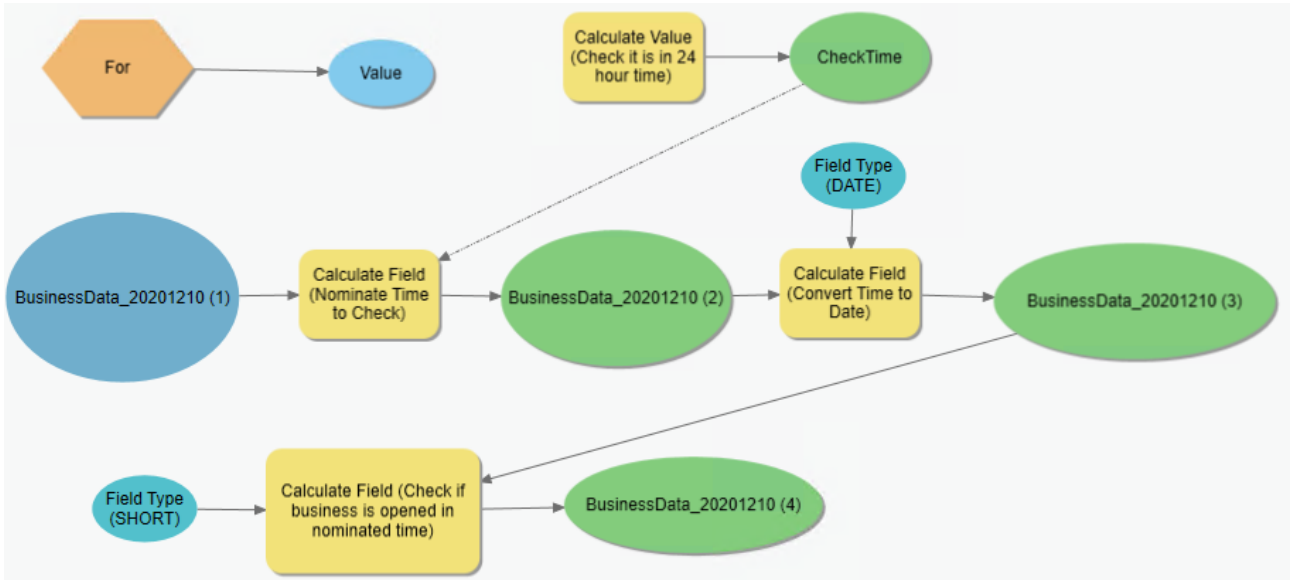 For
Value
Calculate Value
(Check it is in 24
hour time)
CheckTime
Field Type
(DATE)
BusinessData_20201210 (1)
Calculate Field
(Nominate Time
to Check)
BusinessData_20201210 (2)
Calculate Field
(Convert Time to
Date)
BusinessData_20201210 (3)
Field Type
(SHORT)
Calculate Field (Check if
business is opened in
nominated time)
BusinessData_20201210 (4)